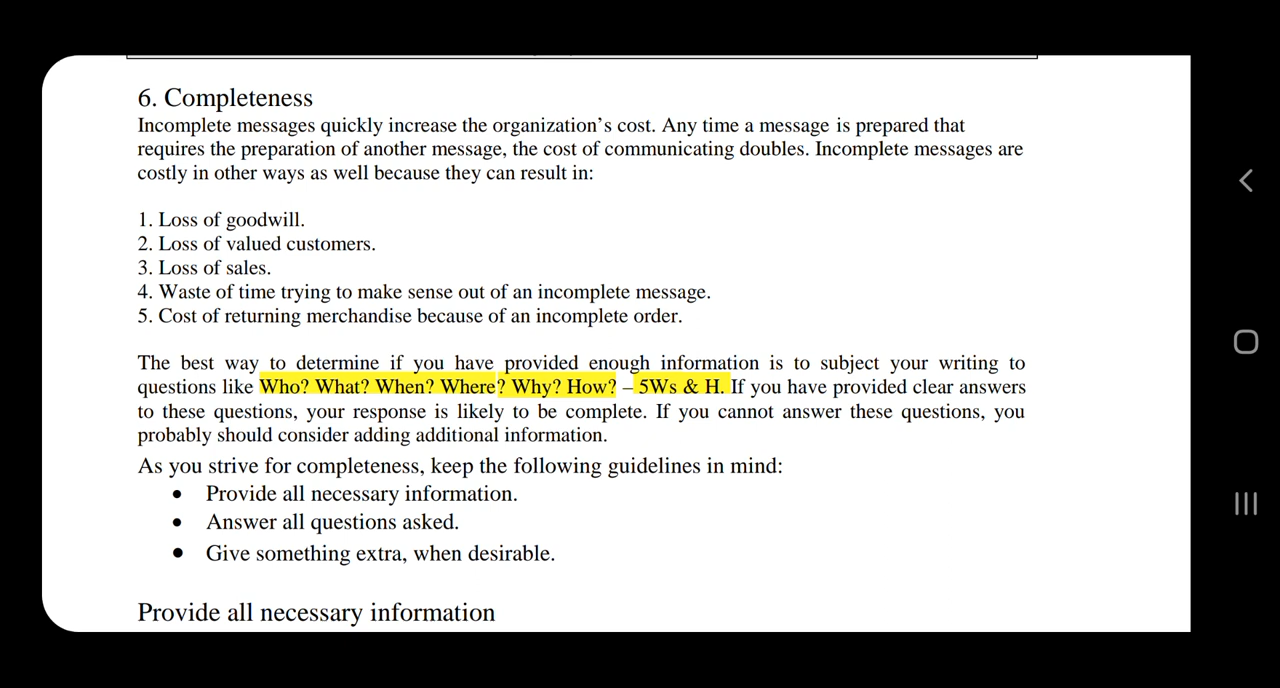 6. Completeness
Incomplete messages quickly increase the organization's cost. Any time a message is prepared that
requires the preparation of another message, the cost of communicating doubles. Incomplete messages are
costly in other ways as well because they can result in:
1. Loss of goodwill.
2. Loss of valued customers.
3. Loss of sales.
4. Waste of time trying to make sense out of an incomplete message.
5. Cost of returning merchandise because of an incomplete order.
The best way to determine if you have provided enough information is to subject your writing to
questions like Who? What? When? Where? Why? How? – 5Ws & H. If you have provided clear answers
to these questions, your response is likely to be complete. If you cannot answer these questions, you
probably should consider adding additional information.
As you strive for completeness, keep the following guidelines in mind:
• Provide all necessary information.
• Answer all questions asked.
• Give something extra, when desirable.
Provide all necessary information